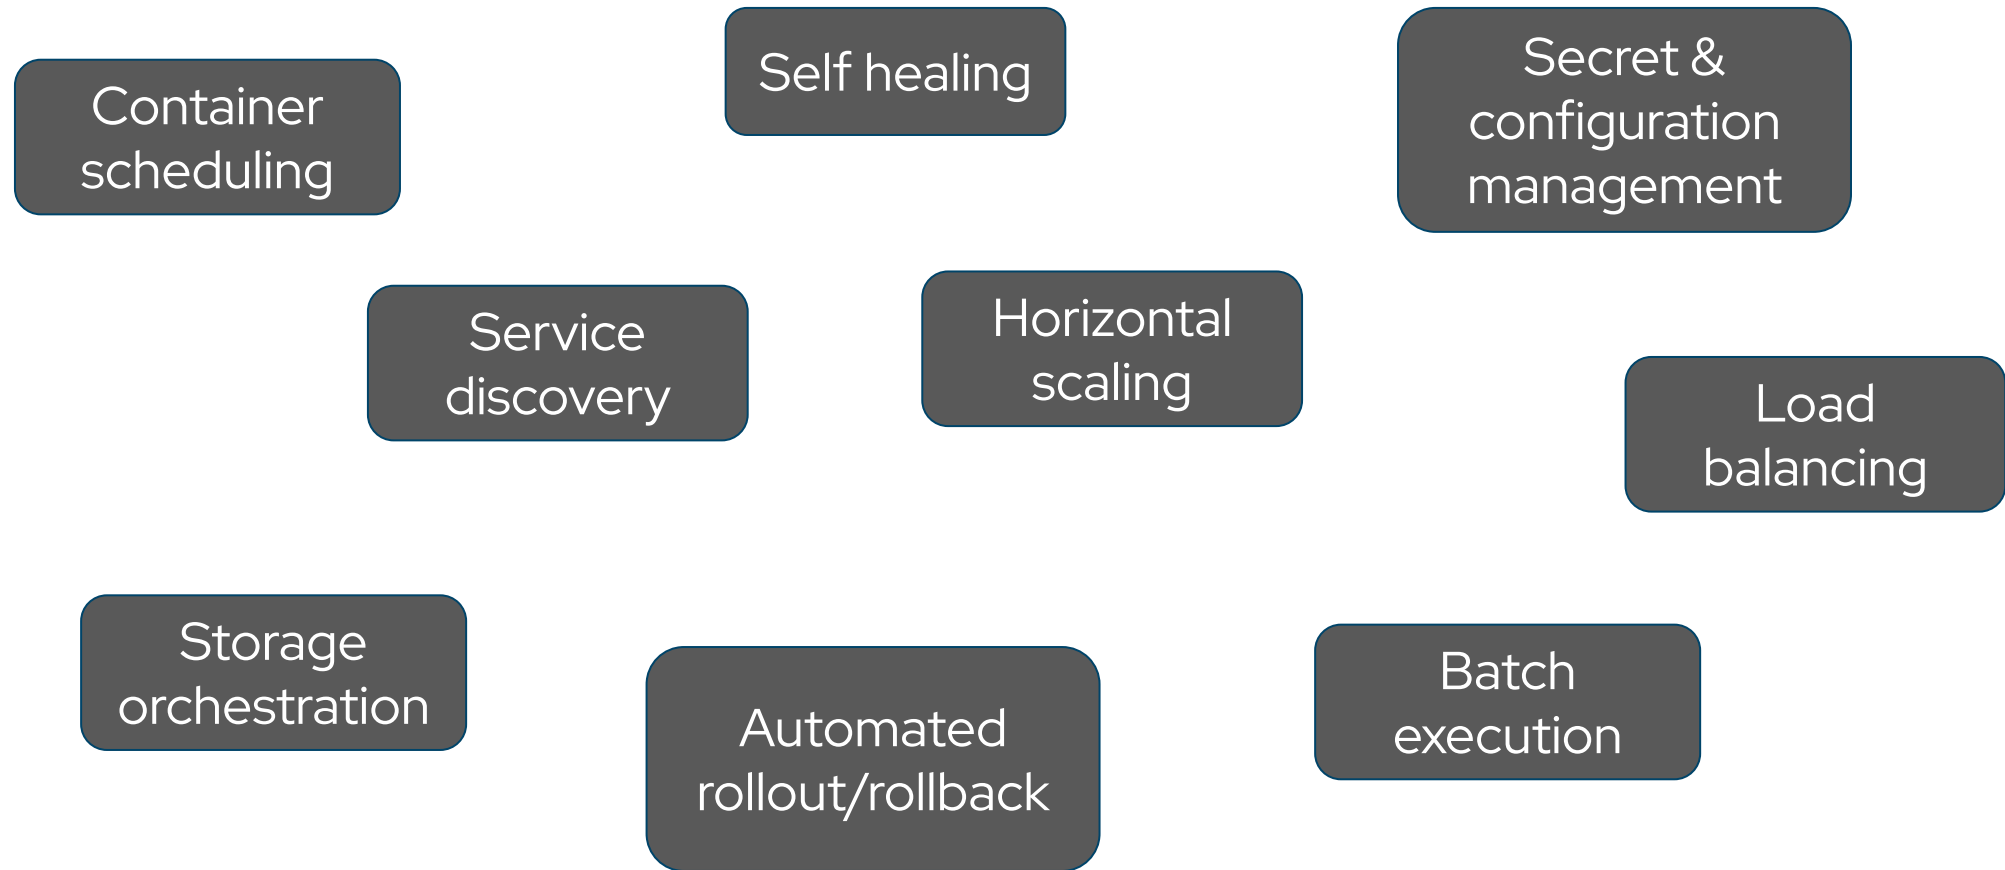 Self healing
Secret &
configuration
management
Container
scheduling
Service
discovery
Horizontal
scaling
Load
balancing
Storage
orchestration
Automated
rollout/rollback
Batch
execution